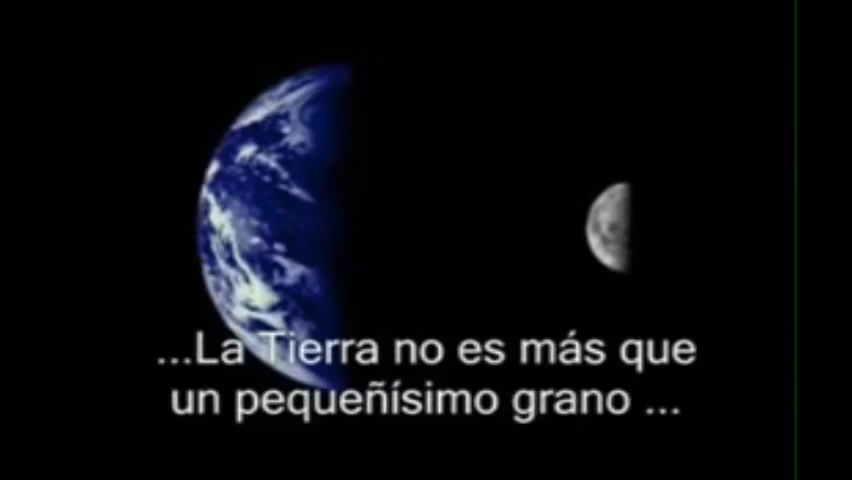 ...La Tierra no es más que
un pequeñísimo grano ...